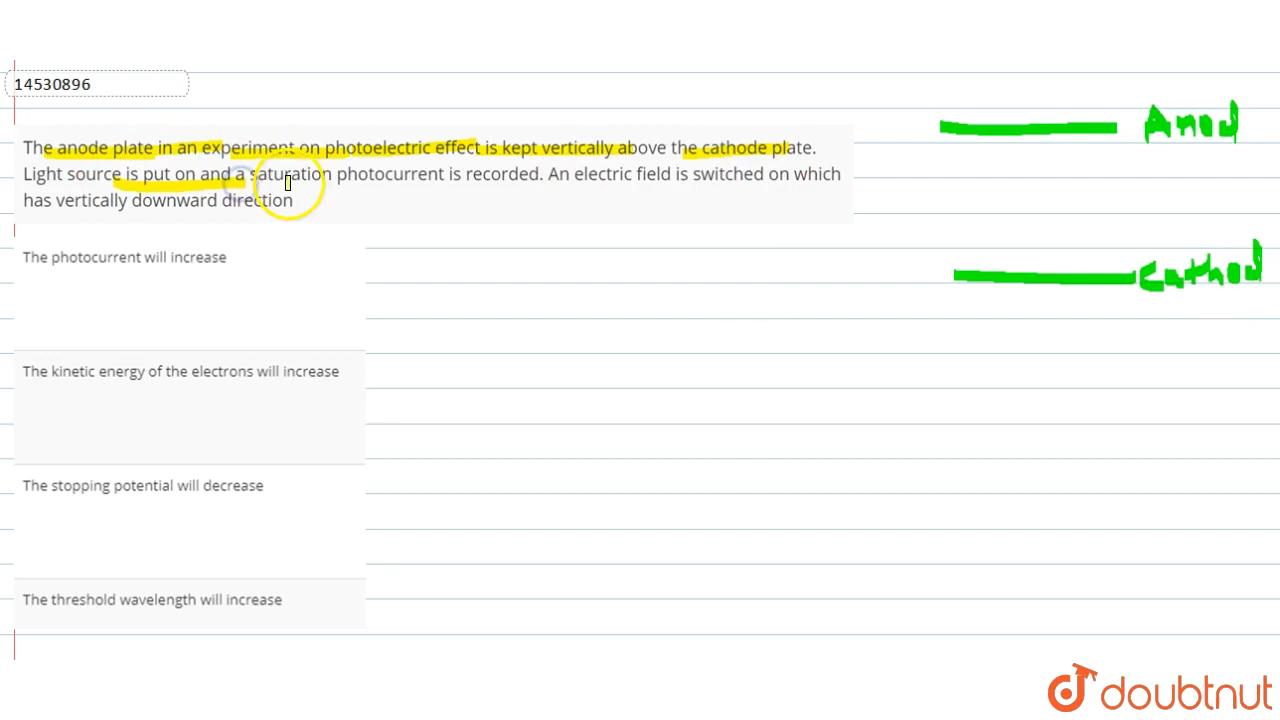 14530896
The anode plate in an experiment on photoelectric effect is kept vertically above the cathode plate.
Light source is put on and a saturation photocurrent is recorded. An electric field is switched on which
has vertically downward direction
The photocurrent will increase
The kinetic energy of the electrons will increase
The stopping potential will decrease
The threshold wavelength will increase
Anod
Cathod
doubtnut